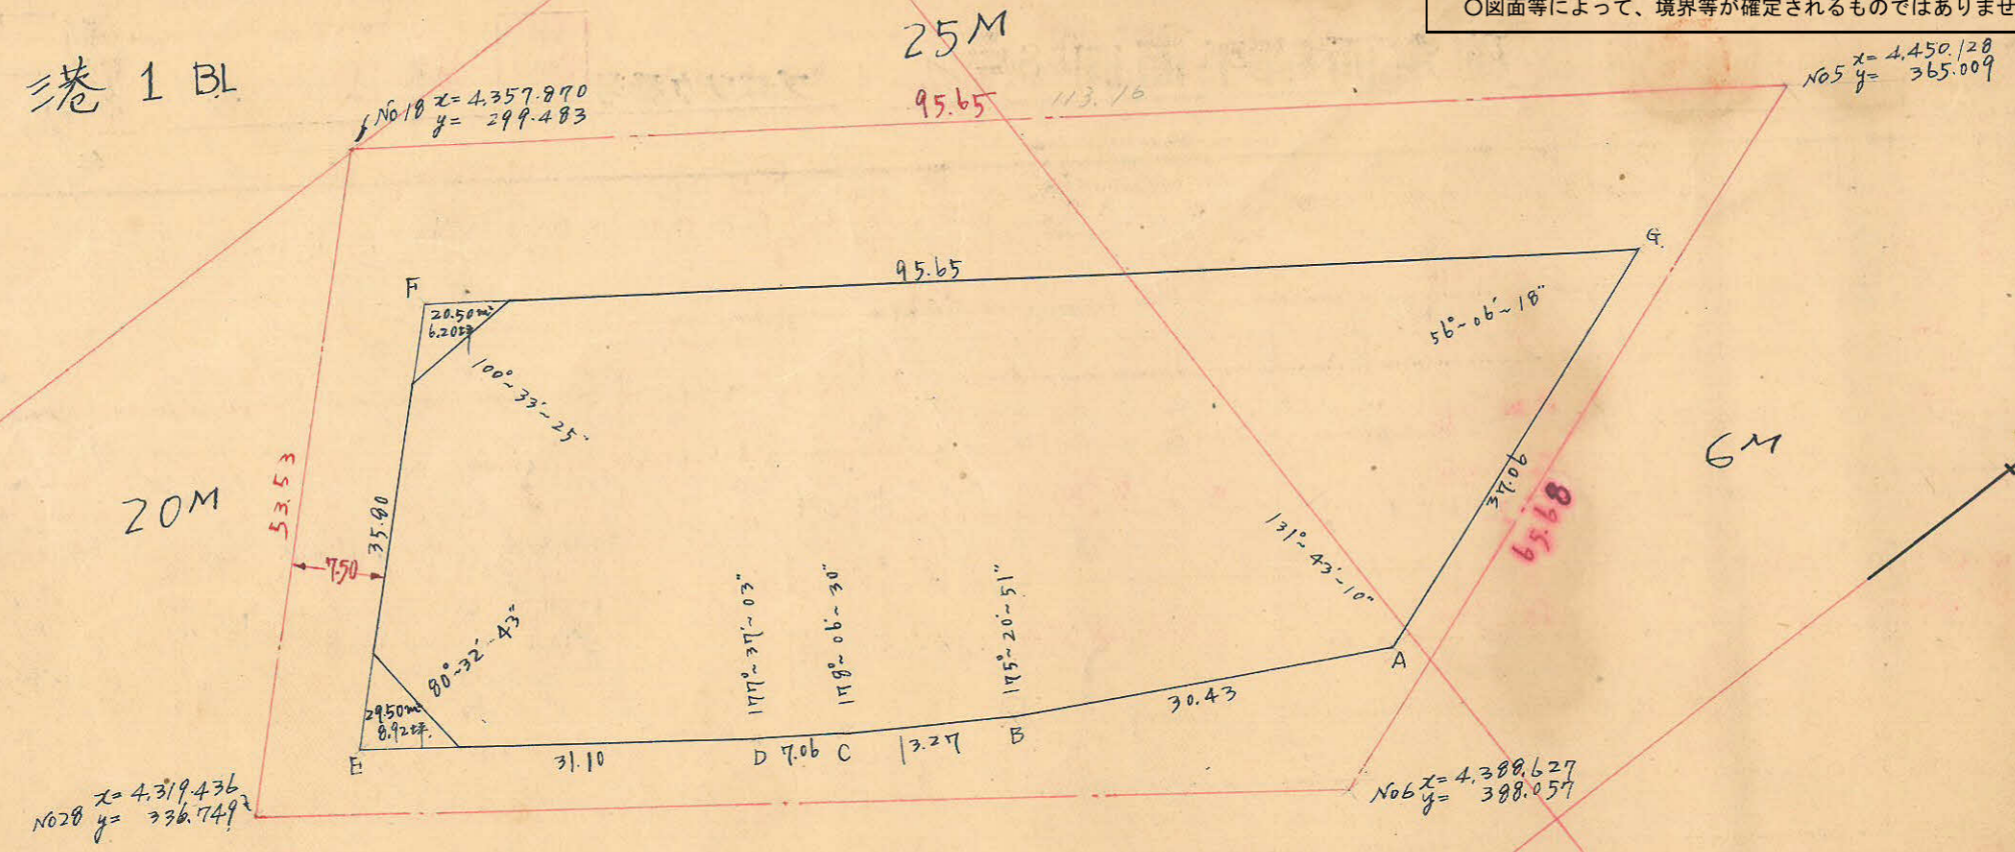 〇図面等によって、境界等が確定されるものではありませ
港 1 BL
25M
No18 x= 4,357.870
y= 299.483
95.65
113.76
No5 x= 4,450.128
y= 365.009
F
95.65
G
20.50m²
6.20坪
100°~33'~25"
56°~06'~18"
20M
53.53
7.50
35.80
37.06
65.68
6M
131°~43'~10"
80°~32'~43"
177°~37'~03"
178°~06'~30"
175°~20'~51"
29.50m²
8.92坪
E
31.10
D
7.06
C
13.27
B
30.43
A
No28 x= 4,319.436
y= 336.749
No6 x= 4,388.627
y= 388.057